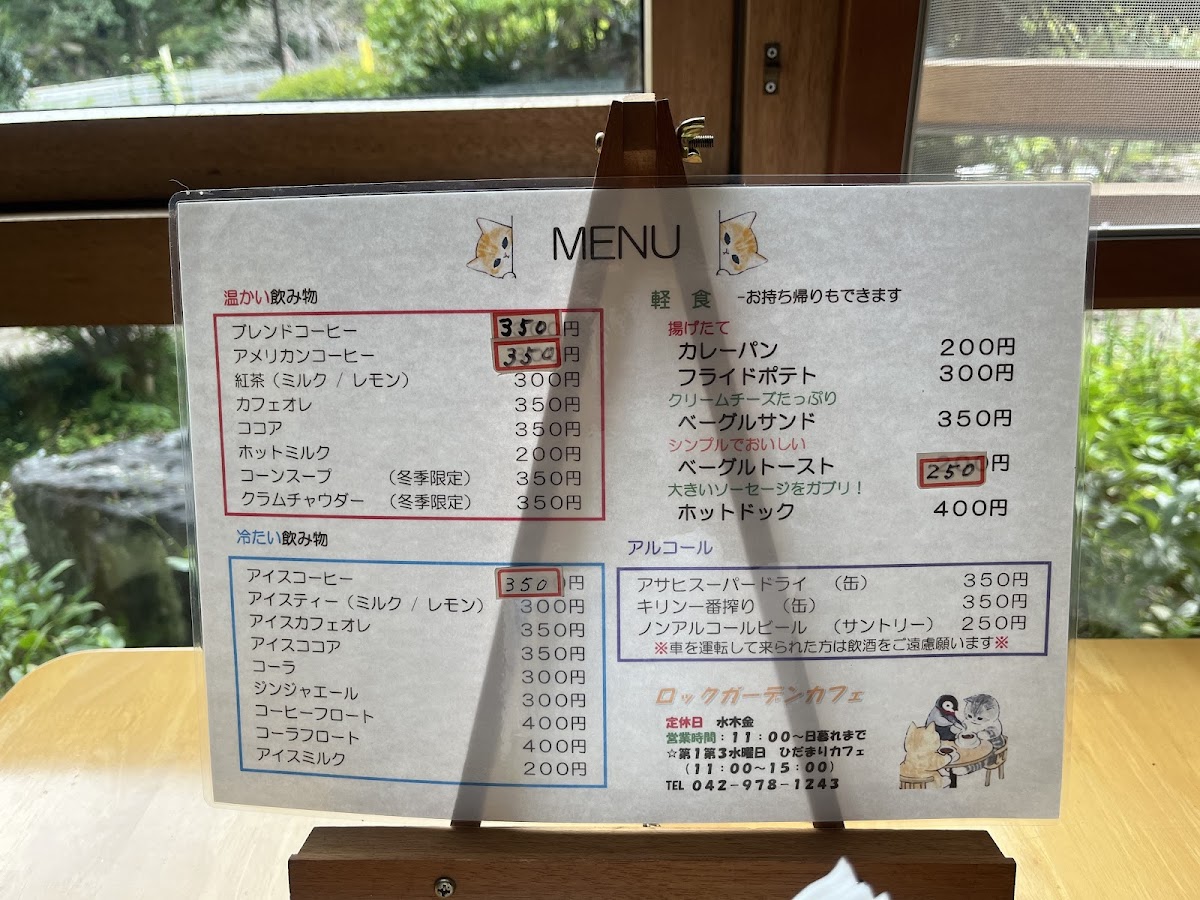 MENU
温かい飲み物
ブレンドコーヒー 350円
アメリカンコーヒー 350円
紅茶（ミルク / レモン） 300円
カフェオレ 350円
ココア 350円
ホットミルク 200円
コーンスープ （冬季限定） 350円
クラムチャウダー （冬季限定） 350円
冷たい飲み物
アイスコーヒー 350円
アイスティー（ミルク / レモン） 300円
アイスカフェオレ 350円
アイスココア 350円
コーラ 300円
ジンジャエール 300円
コーヒーフロート 400円
コーラフロート 400円
アイスミルク 200円
軽 食 -お持ち帰りもできます
揚げたて
カレーパン 200円
フライドポテト 300円
クリームチーズたっぷり
ベーグルサンド 350円
シンプルでおいしい
ベーグルトースト 250円
大きいソーセージをガブリ！
ホットドック 400円
アルコール
アサヒスーパードライ （缶） 350円
キリン一番搾り （缶） 350円
ノンアルコールビール （サントリー） 250円
※車を運転して来られた方は飲酒をご遠慮願います※
ロックガーデンカフェ
定休日 水木金
営業時間：11：00～日暮れまで
☆第1第3水曜日 ひだまりカフェ
（11：00～15：00）
TEL 042-978-1243